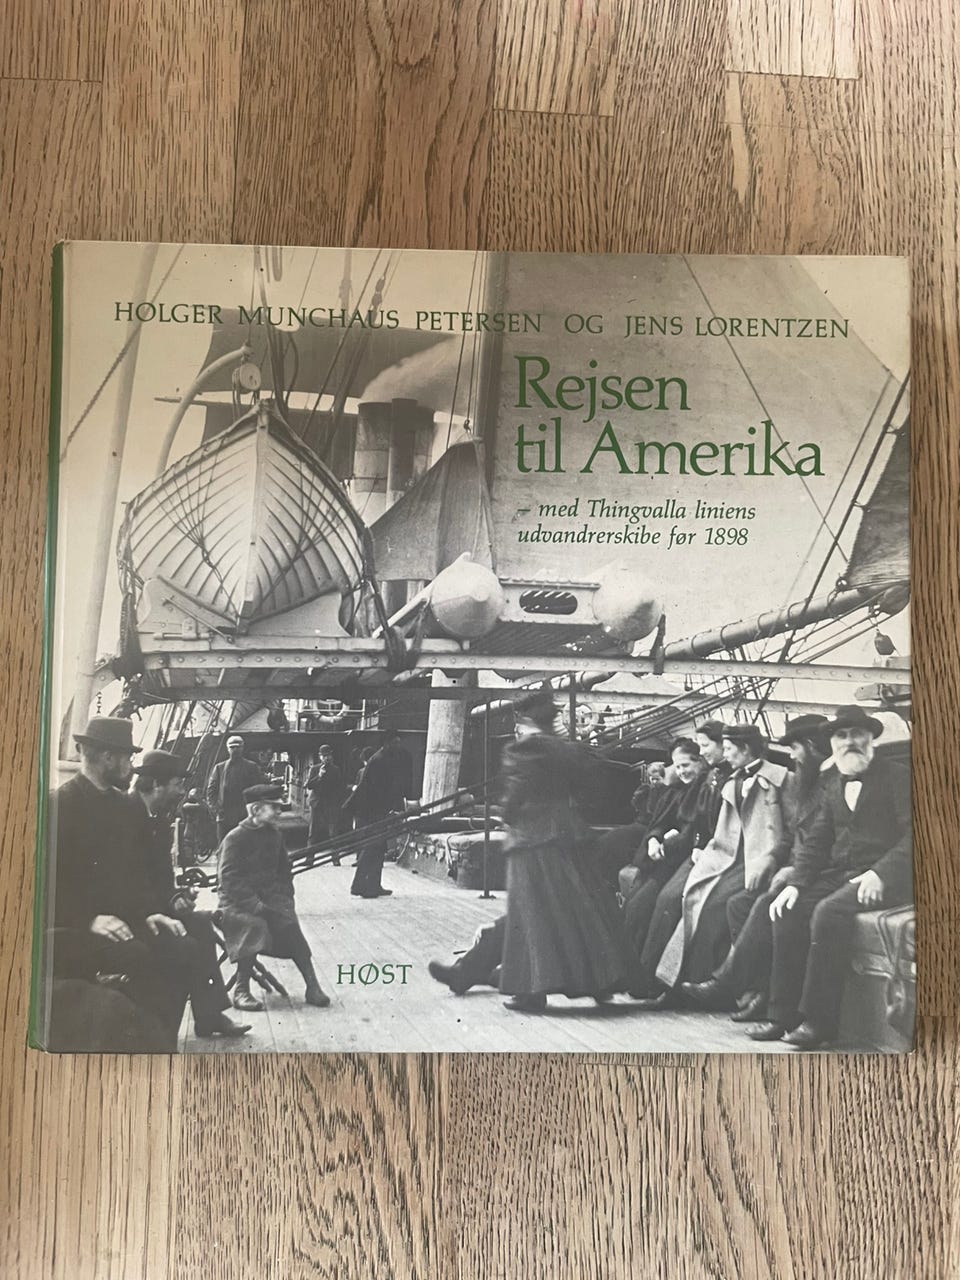 HOLGER MUNCHAUS PETERSEN OG JENS LORENTZEN
Rejsen
til Amerika
– med Thingvalla liniens
udvandrerskibe før 1898
HØST